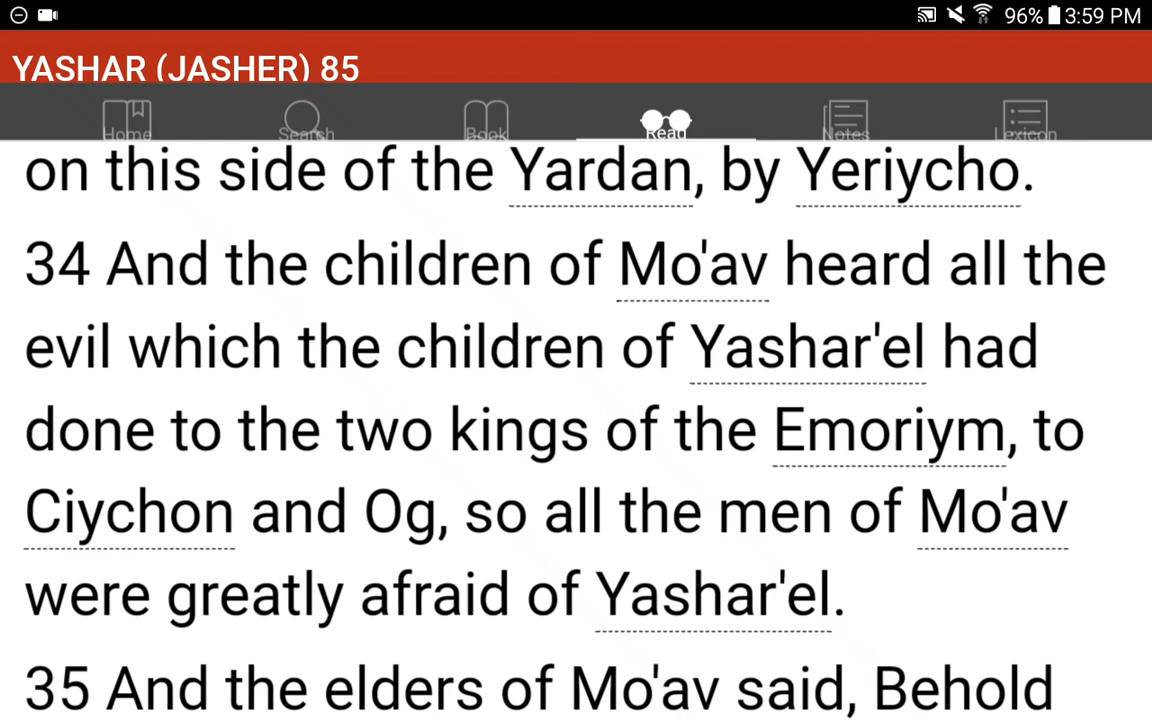 96% 3:59 PM
YASHAR (JASHER) 85
Home Search Book Read Notes Lexicon
on this side of the Yardan, by Yeriycho.
34 And the children of Mo'av heard all the
evil which the children of Yashar'el had
done to the two kings of the Emoriym, to
Ciychon and Og, so all the men of Mo'av
were greatly afraid of Yashar'el.
35 And the elders of Mo'av said, Behold